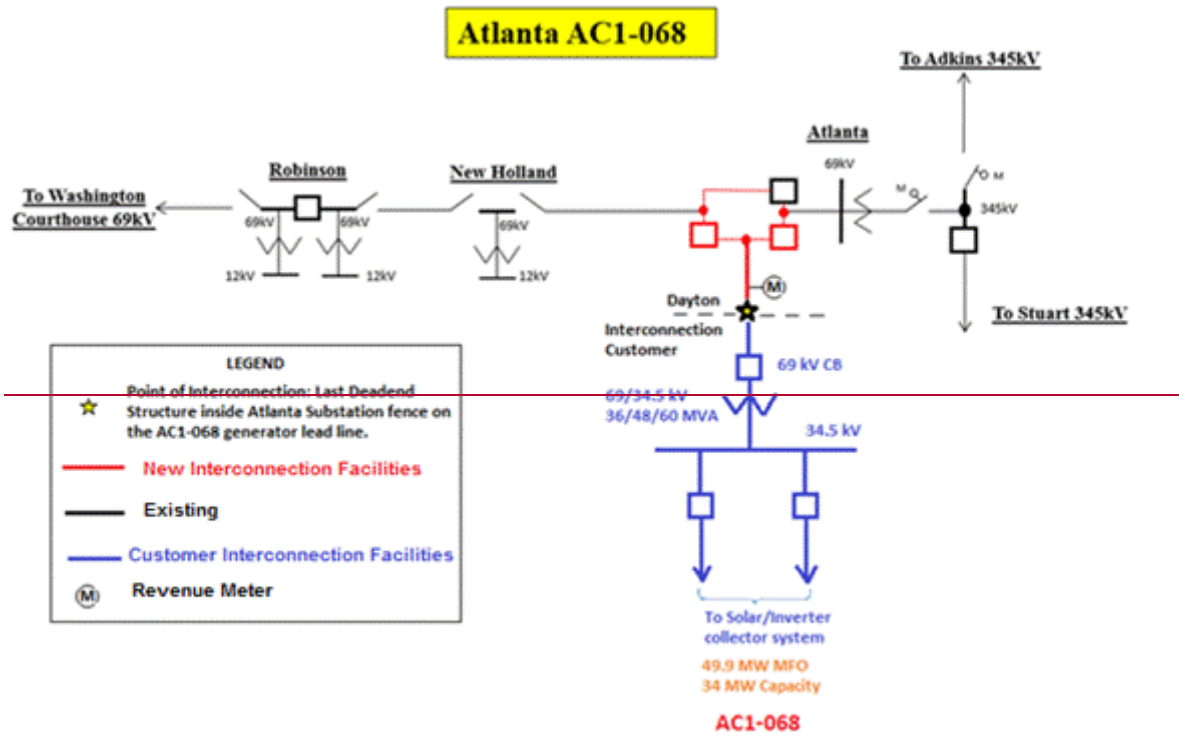 Atlanta AC1-068
To Adkins 345kV
Atlanta
69kV
M
M
345kV
Robinson
New Holland
To Washington
Courthouse 69kV
69kV
69kV
69kV
12kV
12kV
12kV
M
To Stuart 345kV
Dayton
Interconnection
Customer
69 kV CB
69/34.5 kV
36/48/60 MVA
34.5 kV
LEGEND
Point of Interconnection: Last Deadend
Structure inside Atlanta Substation fence on
the AC1-068 generator lead line.
New Interconnection Facilities
Existing
Customer Interconnection Facilities
M
Revenue Meter
To Solar/Inverter
collector system
49.9 MW MFO
34 MW Capacity
AC1-068